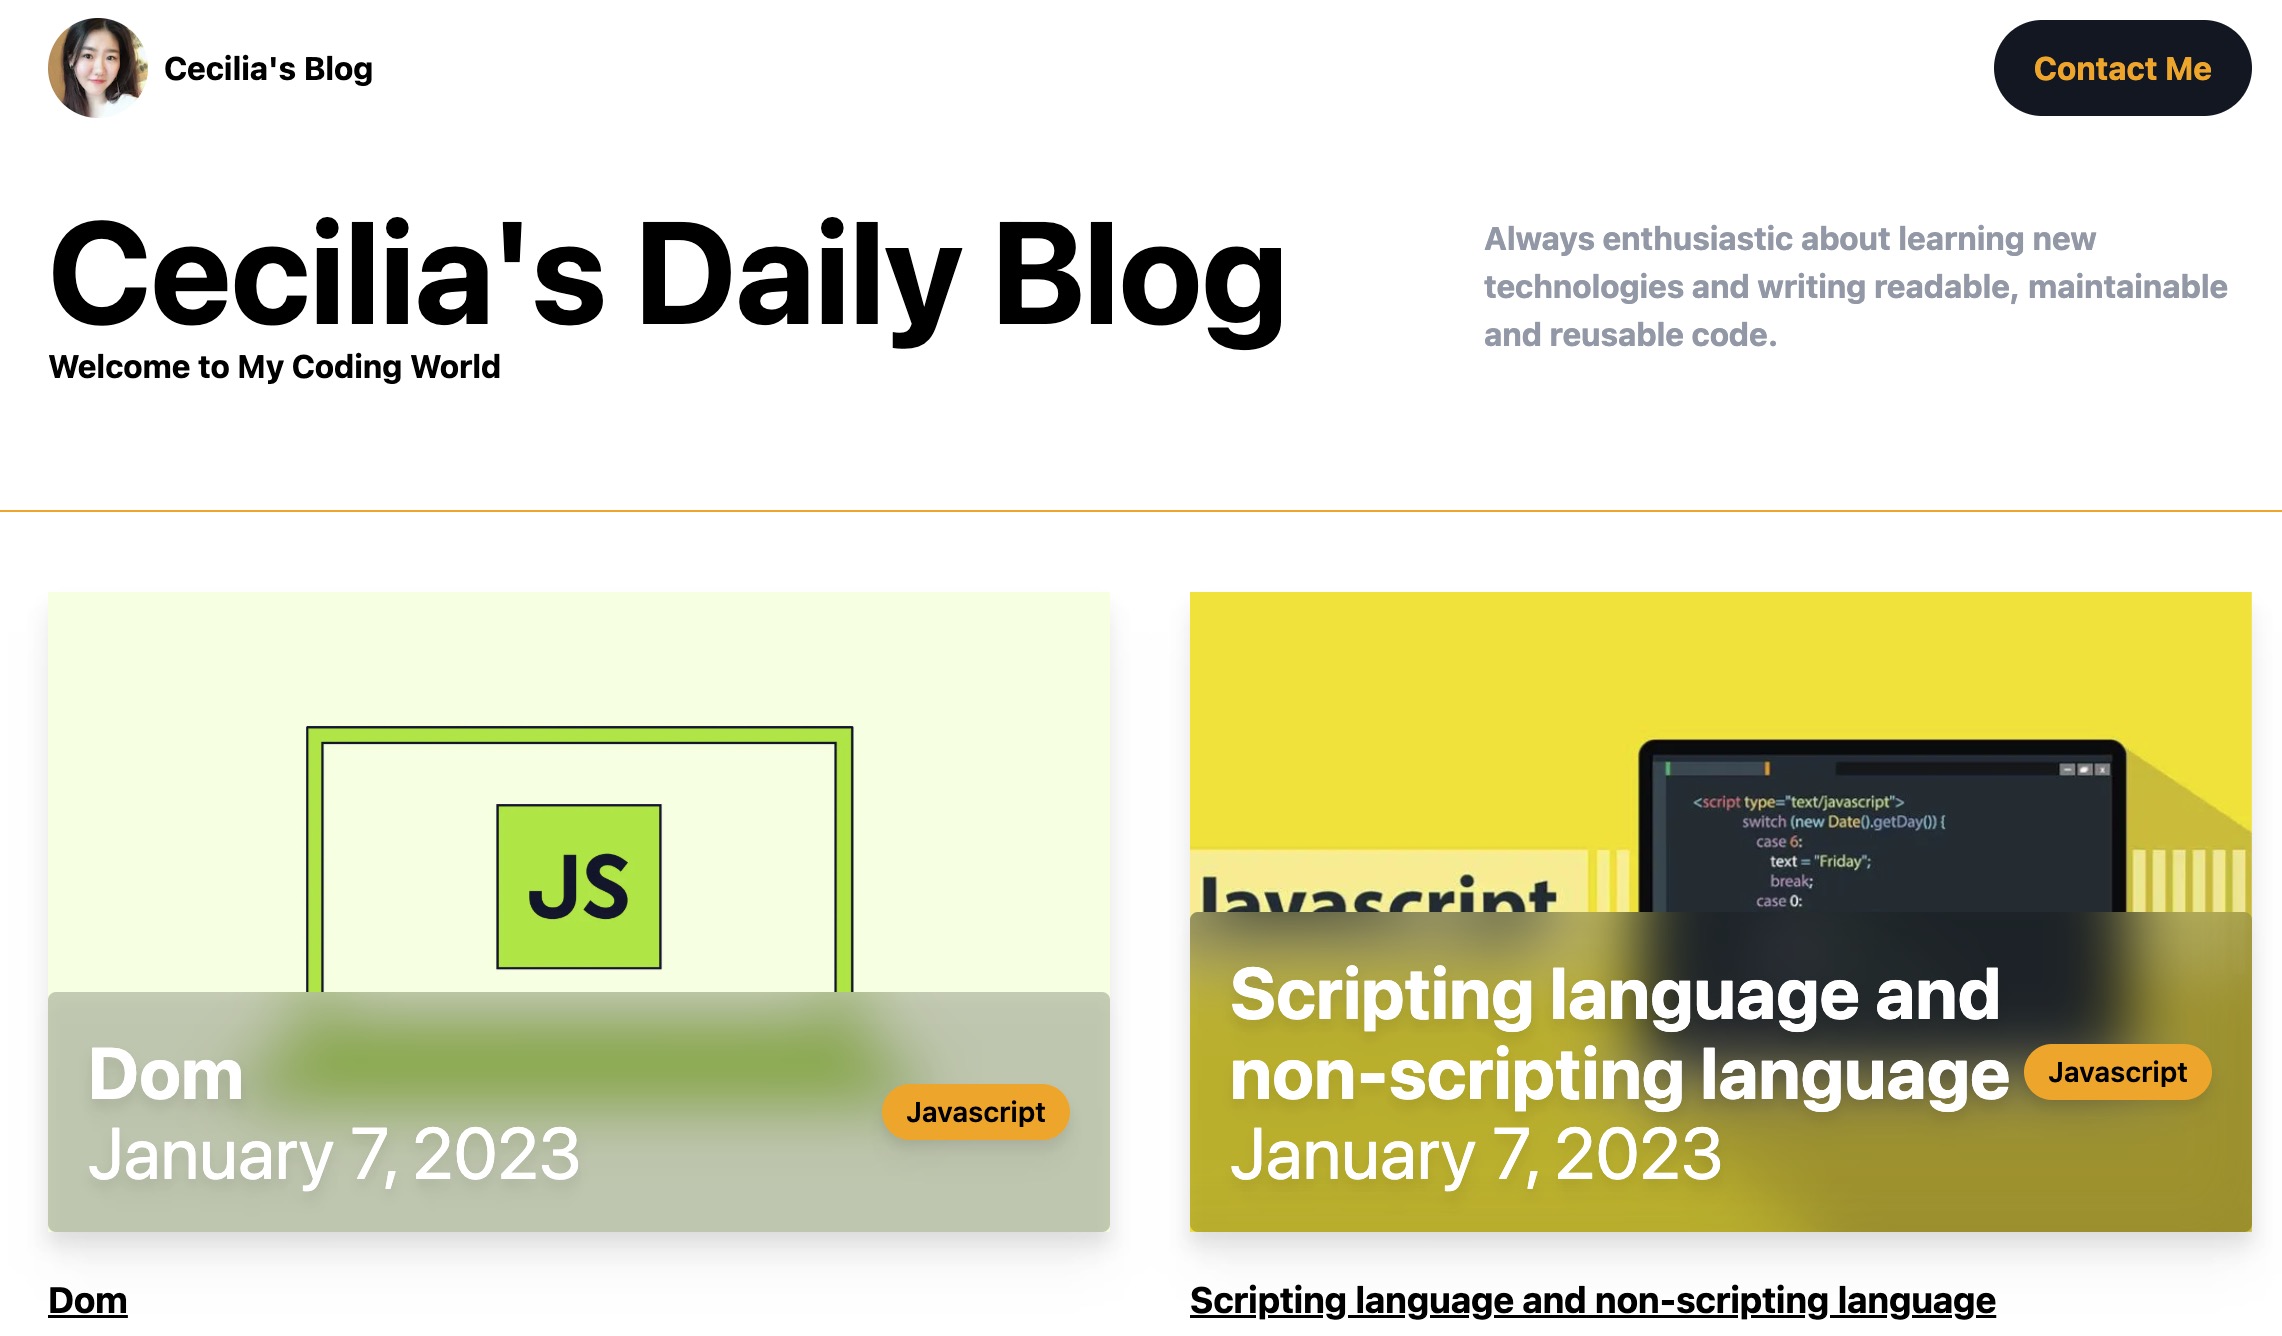 Cecilia's Blog
Contact Me
Cecilia's Daily Blog
Welcome to My Coding World
Always enthusiastic about learning new
technologies and writing readable, maintainable
and reusable code.
JS
Dom
January 7, 2023
Javascript
<script type="text/javascript">
switch (new Date().getDay()) {
case 6:
text = "Friday";
break;
case 0:
Javascript
Scripting language and
non-scripting language
January 7, 2023
Javascript
Dom
Scripting language and non-scripting language